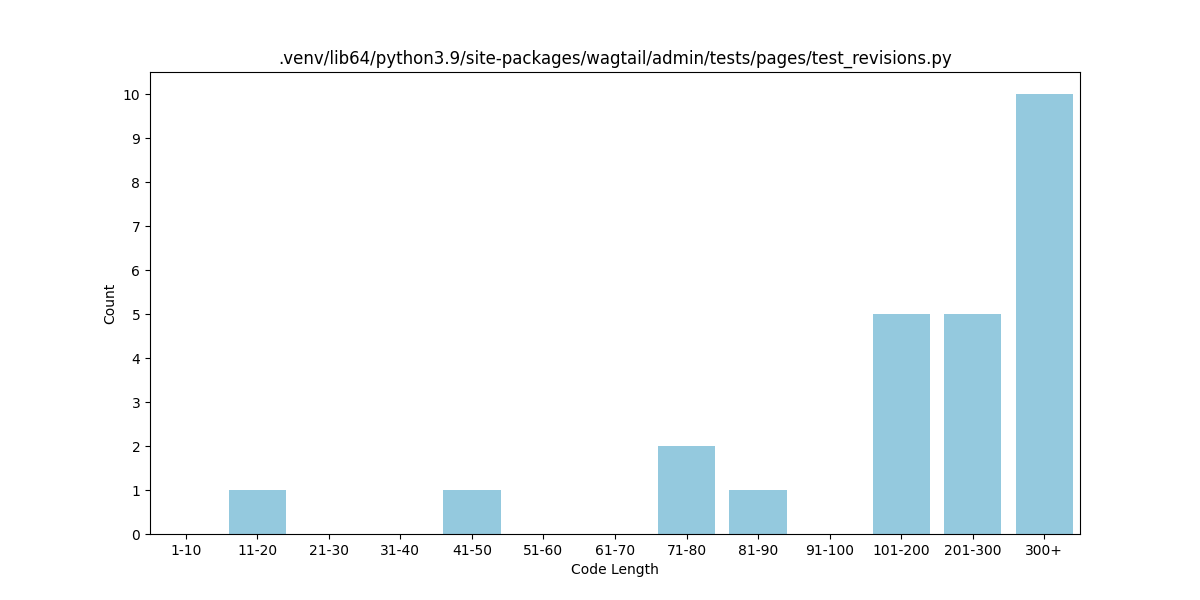 .venv/lib64/python3.9/site-packages/wagtail/admin/tests/pages/test_revisions.py
10
9
8
7
6
5
4
3
2
1
0
Count
1-10 11-20 21-30 31-40 41-50 51-60 61-70 71-80 81-90 91-100 101-200 201-300 300+
Code Length